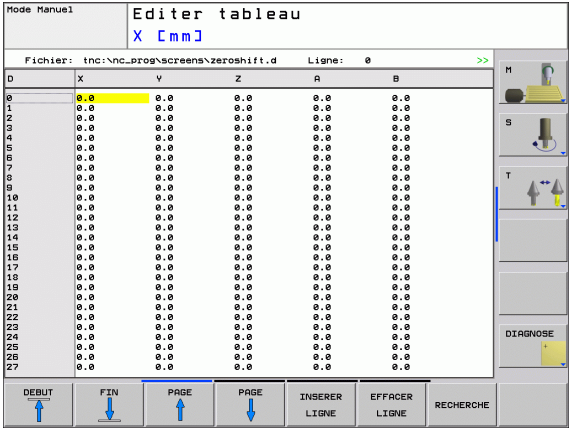 Mode Manuel
Editer tableau
X [mm]
Fichier: tnc:\nc_prog\screens\zeroshift.d Ligne: 0 >>
D X Y Z A B
0 0.0 0.0 0.0 0.0 0.0
1 0.0 0.0 0.0 0.0 0.0
2 0.0 0.0 0.0 0.0 0.0
3 0.0 0.0 0.0 0.0 0.0
4 0.0 0.0 0.0 0.0 0.0
5 0.0 0.0 0.0 0.0 0.0
6 0.0 0.0 0.0 0.0 0.0
7 0.0 0.0 0.0 0.0 0.0
8 0.0 0.0 0.0 0.0 0.0
9 0.0 0.0 0.0 0.0 0.0
10 0.0 0.0 0.0 0.0 0.0
11 0.0 0.0 0.0 0.0 0.0
12 0.0 0.0 0.0 0.0 0.0
13 0.0 0.0 0.0 0.0 0.0
14 0.0 0.0 0.0 0.0 0.0
15 0.0 0.0 0.0 0.0 0.0
16 0.0 0.0 0.0 0.0 0.0
17 0.0 0.0 0.0 0.0 0.0
18 0.0 0.0 0.0 0.0 0.0
19 0.0 0.0 0.0 0.0 0.0
20 0.0 0.0 0.0 0.0 0.0
21 0.0 0.0 0.0 0.0 0.0
22 0.0 0.0 0.0 0.0 0.0
23 0.0 0.0 0.0 0.0 0.0
24 0.0 0.0 0.0 0.0 0.0
25 0.0 0.0 0.0 0.0 0.0
26 0.0 0.0 0.0 0.0 0.0
27 0.0 0.0 0.0 0.0 0.0
M
S
T
DIAGNOSE
DEBUT
FIN
PAGE
PAGE
INSERER
LIGNE
EFFACER
LIGNE
RECHERCHE